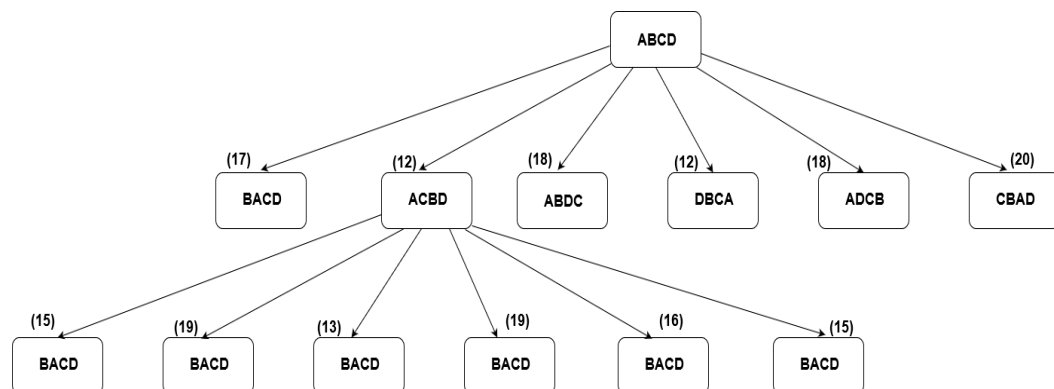 ABCD
(17) (12) (18) (12) (18) (20)
BACD ACBD ABDC DBCA ADCB CBAD
(15) (19) (13) (19) (16) (15)
BACD BACD BACD BACD BACD BACD